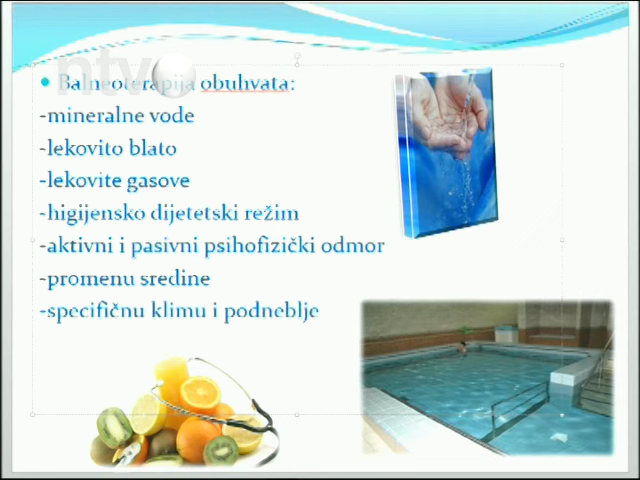 ntv
Balneoterapija obuhvata:
-mineralne vode
-lekovito blato
-lekovite gasove
-higijensko dijetetski režim
-aktivni i pasivni psihofizički odmor
-promenu sredine
-specifičnu klimu i podneblje